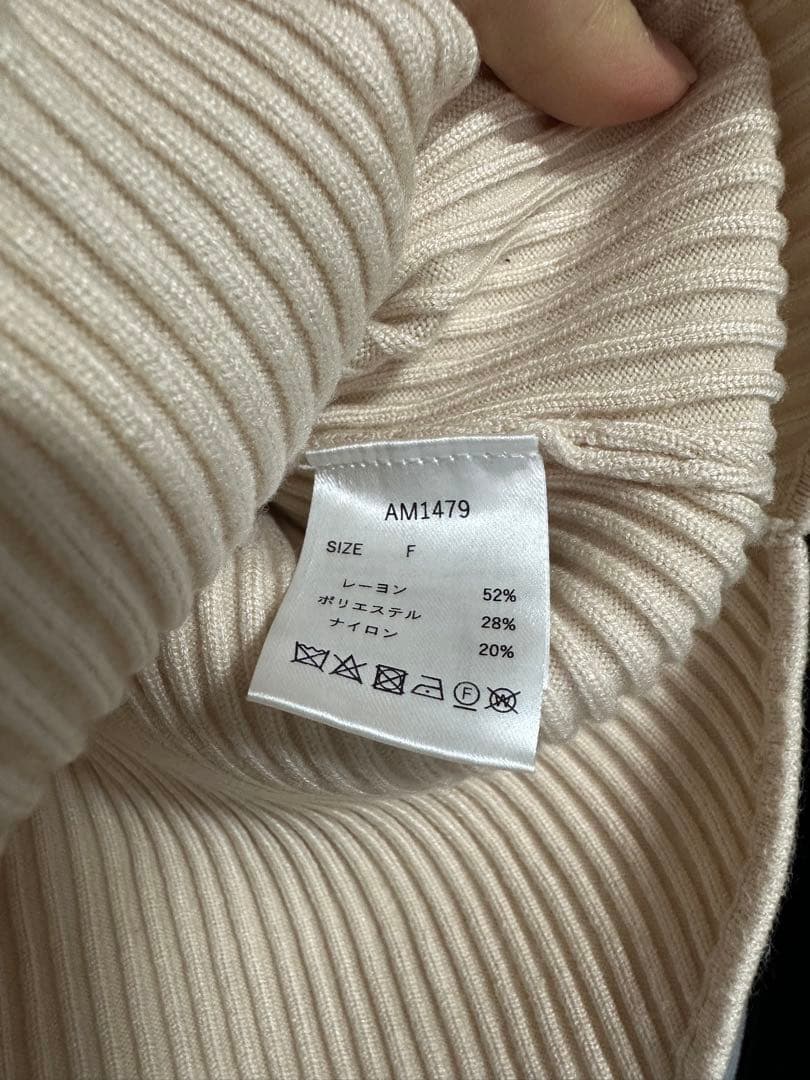 AM1479
SIZE F
レーヨン 52%
ポリエステル 28%
ナイロン 20%
F W